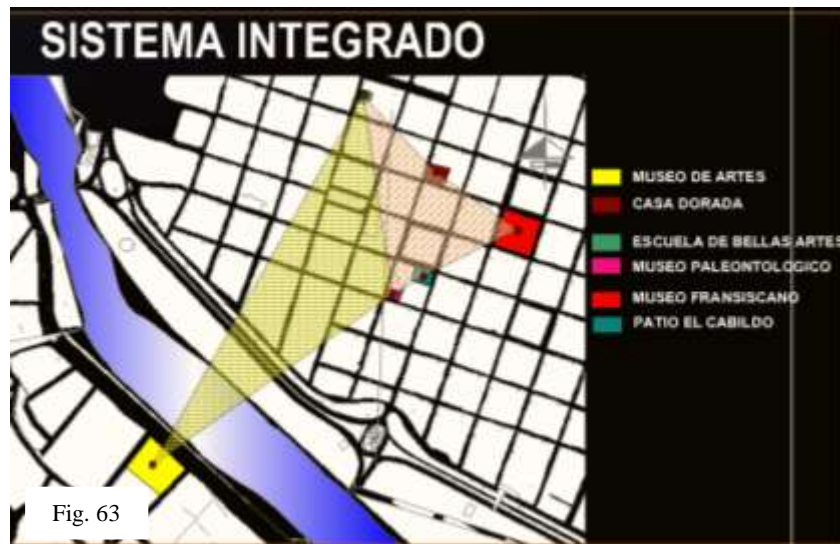 SISTEMA INTEGRADO
MUSEO DE ARTES
CASA DORADA
ESCUELA DE BELLAS ARTES
MUSEO PALEONTOLOGICO
MUSEO FRANSISCANO
PATIO EL CABILDO
Fig. 63